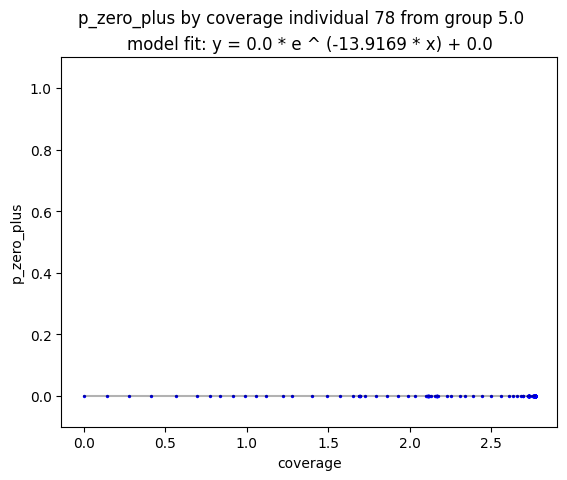 p_zero_plus by coverage individual 78 from group 5.0
model fit: y = 0.0 * e ^ (-13.9169 * x) + 0.0
1.0
0.8
0.6
0.4
0.2
0.0
p_zero_plus
0.0 0.5 1.0 1.5 2.0 2.5
coverage